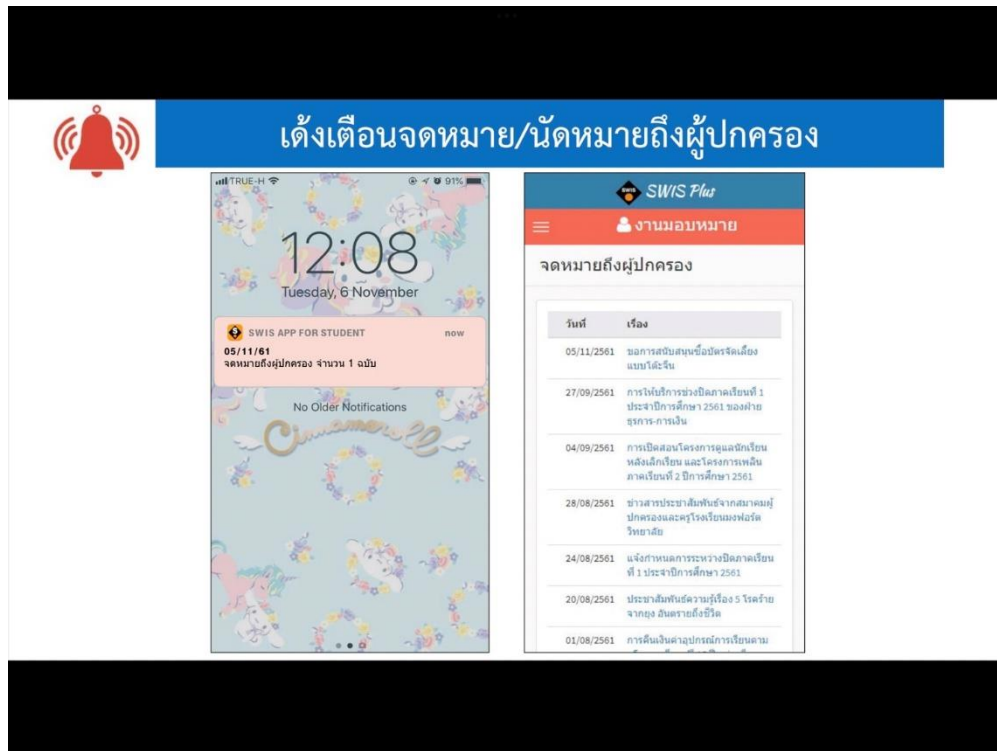 เด้งเตือนจดหมาย/นัดหมายถึงผู้ปกครอง
TRUE-H
91%
12:08
Tuesday, 6 November
SWIS APP FOR STUDENT now
05/11/61
จดหมายถึงผู้ปกครอง จำนวน 1 ฉบับ
No Older Notifications
Cinnamoroll
SWIS Plus
งานมอบหมาย
จดหมายถึงผู้ปกครอง
วันที่ เรื่อง
05/11/2561 ขอการสนับสนุนซื้อบัตรจัดเลี้ยง
แบบโต๊ะจีน
27/09/2561 การให้บริการช่วงปิดภาคเรียนที่ 1
ประจำปีการศึกษา 2561 ของฝ่าย
ธุรการ-การเงิน
04/09/2561 การเปิดสอนโครงการดูแลนักเรียน
หลังเลิกเรียน และโครงการเพลิน
ภาคเรียนที่ 2 ปีการศึกษา 2561
28/08/2561 ข่าวสารประชาสัมพันธ์จากสมาคมผู้
ปกครองและครูโรงเรียนมงฟอร์ต
วิทยาลัย
24/08/2561 แจ้งกำหนดการระหว่างปิดภาคเรียน
ที่ 1 ประจำปีการศึกษา 2561
20/08/2561 ประชาสัมพันธ์ความรู้เรื่อง 5 โรคร้าย
จากยุง อันตรายถึงชีวิต
01/08/2561 การคืนเงินค่าอุปกรณ์การเรียนตาม